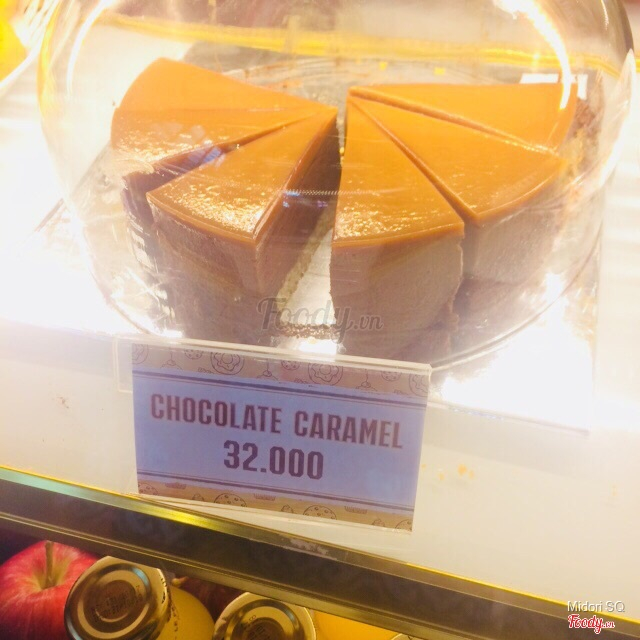 Foody.vn
CHOCOLATE CARAMEL
32.000
Midori SQ
Foody.vn